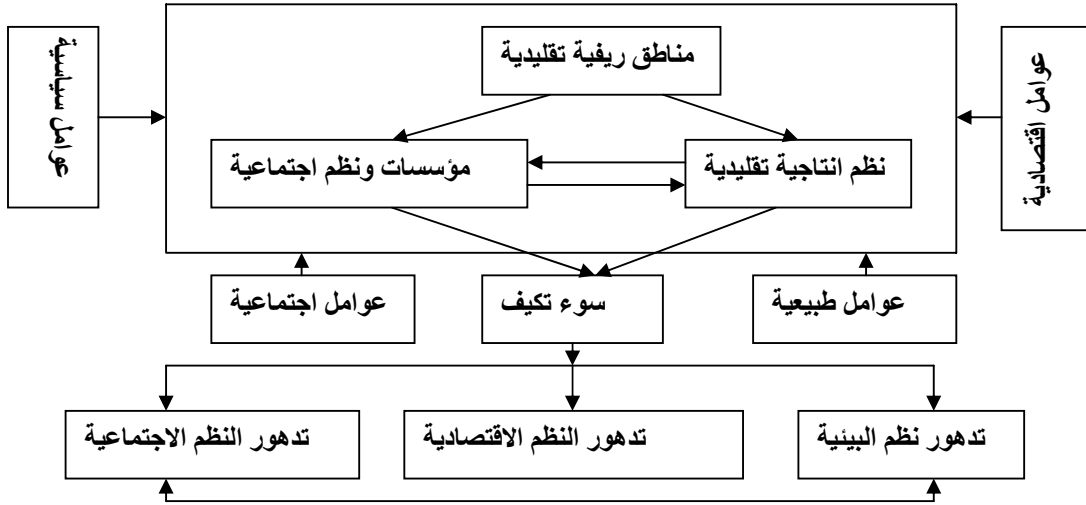 مناطق ريفية تقليدية
عوامل اقتصادية
عوامل سياسية
نظم انتاجية تقليدية
مؤسسات ونظم اجتماعية
عوامل طبيعية
سوء تكيف
عوامل اجتماعية
تدهور نظم البيئية
تدهور النظم الاقتصادية
تدهور النظم الاجتماعية